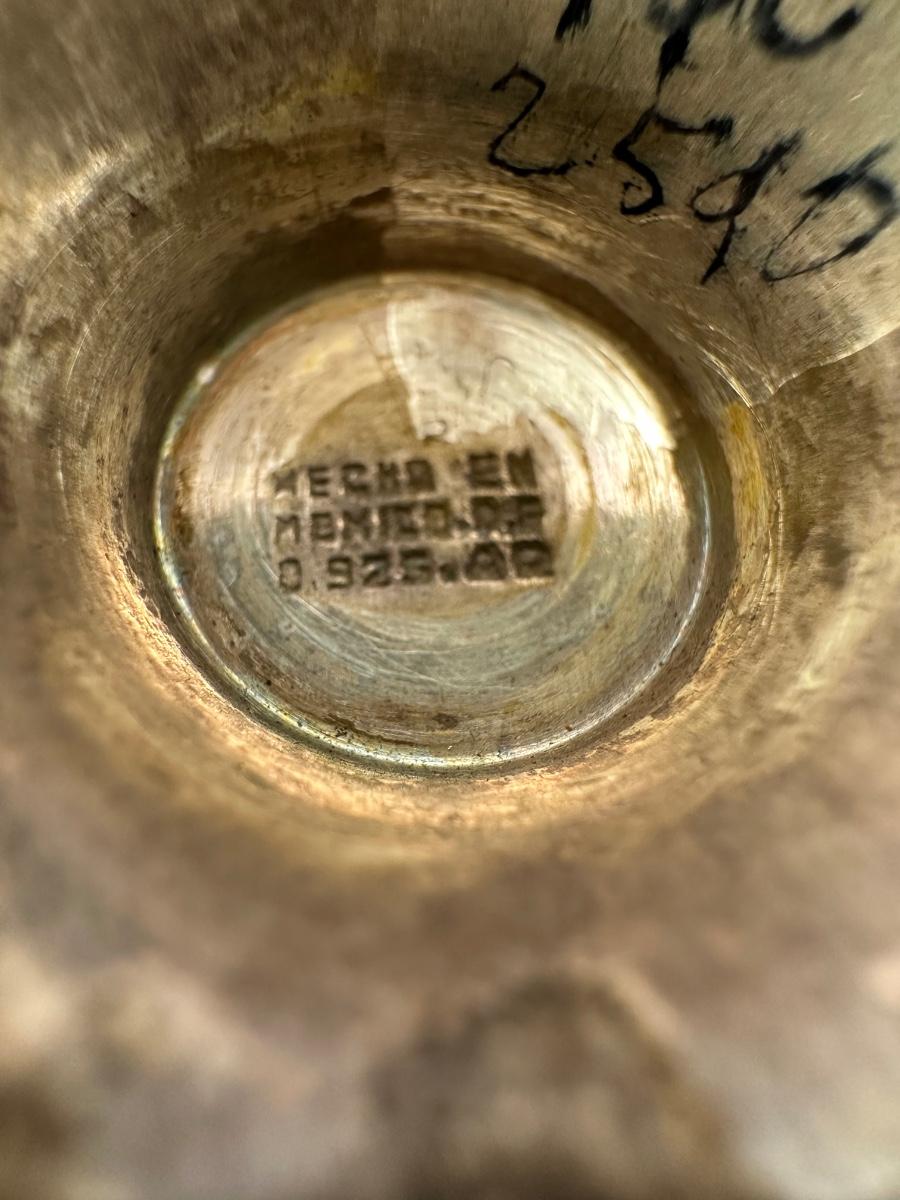 2590
HECHO EN
MEXICO.D.F
0.925.AP